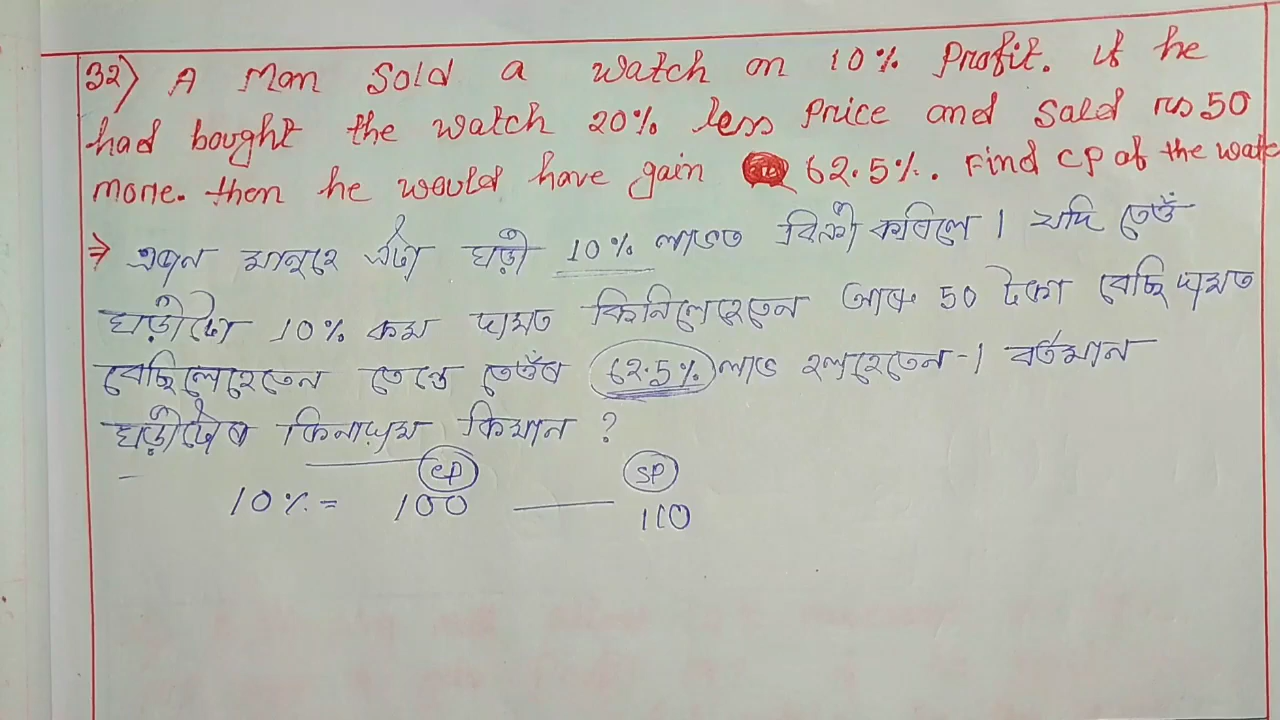 32) A Man Sold a watch on 10% Profit. if he
had bought the watch 20% less Price and Sold rs 50
more. then he would have gain 62.5%. Find CP of the watc
⇒ এজন মানুহে এটা ঘড়ী 10% লাভত বিক্ৰী কৰিলে । যদি তেওঁ
ঘড়ীটো 10% কম দামত কিনিলেহেতেন আৰু 50 টকা বেছি দামত
বেছিলেহেতেন তেন্তে তেওঁৰ 62.5% লাভ হলহেতেন - । বৰ্তমান
ঘড়ীটোৰ কিনাদাম কিমান ?
CP SP
10% = 100 — 110